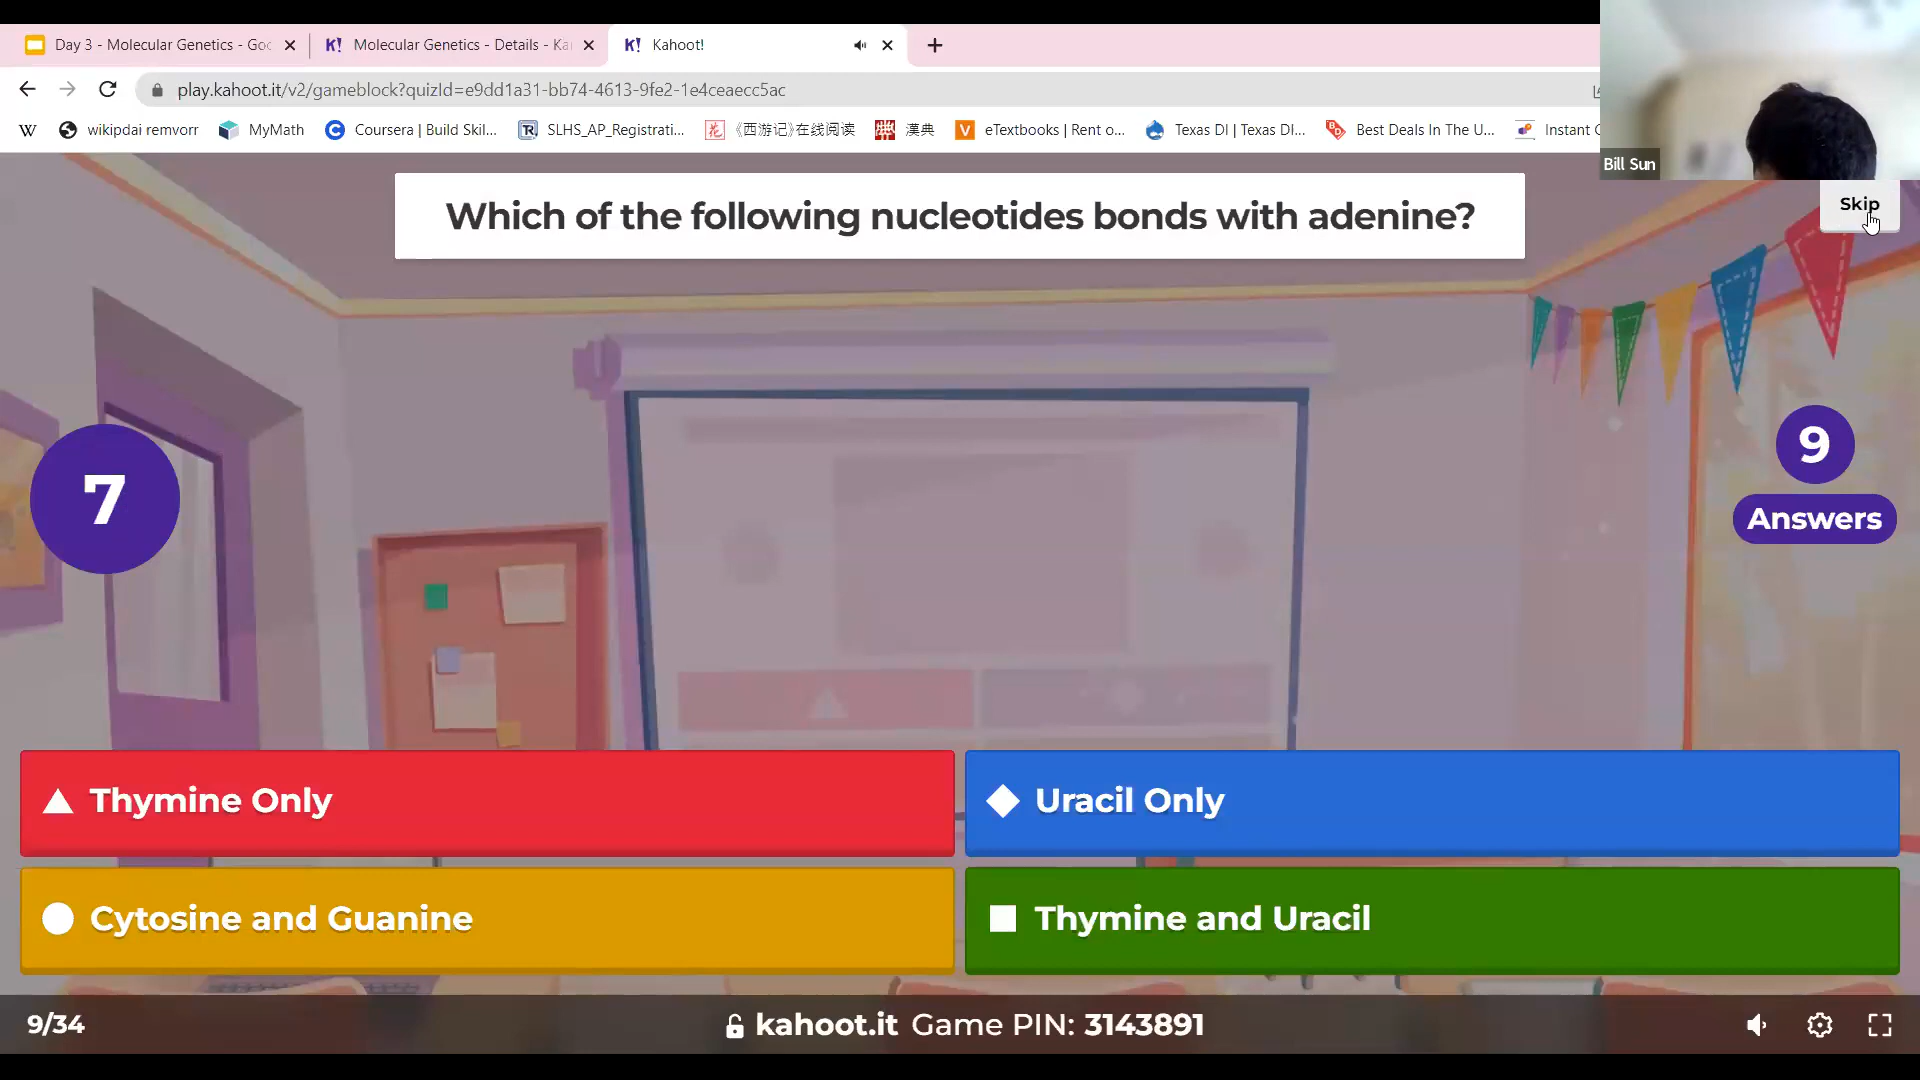 Day 3 - Molecular Genetics - Goo
K! Molecular Genetics - Details - Ka
K! Kahoot!
play.kahoot.it/v2/gameblock?quizId=e9dd1a31-bb74-4613-9fe2-1e4ceaecc5ac
W wikipdai remvorr MyMath Coursera | Build Skil... SLHS_AP_Registrati... 《西游记》在线阅读 漢典 eTextbooks | Rent o... Texas DI | Texas DI... Best Deals In The U... Instant
Bill Sun
Which of the following nucleotides bonds with adenine?
Skip
7
9
Answers
Thymine Only
Uracil Only
Cytosine and Guanine
Thymine and Uracil
9/34
kahoot.it Game PIN: 3143891